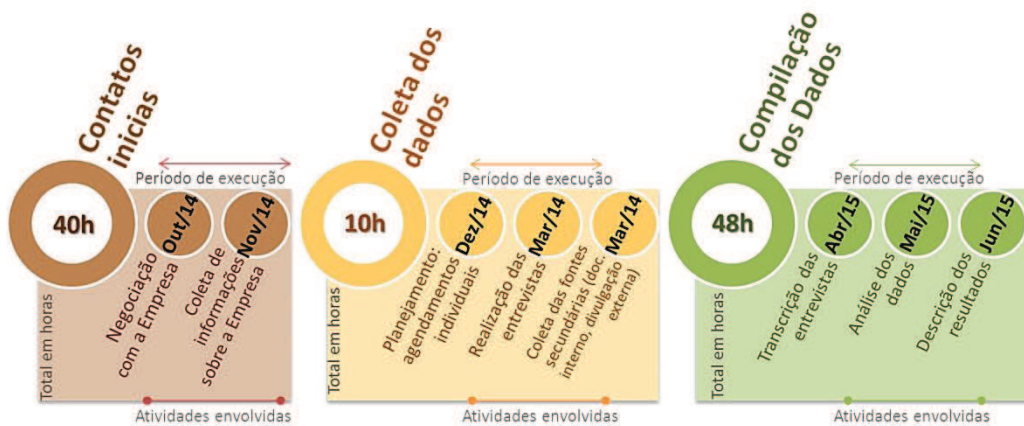 Contatos
inicias
Período de execução
40h
Out/14
Nov/14
Negociação
com a Empresa
Coleta de
informações
sobre a Empresa
Total em horas
Atividades envolvidas
Coleta dos
dados
Período de execução
10h
Dez/14
Mar/14
Mar/14
Planejamento:
agendamentos
individuais
Realização das
entrevistas
Coleta das fontes
secundárias (doc.
interno, divulgação
externa)
Total em horas
Atividades envolvidas
Compilação
dos Dados
Período de execução
48h
Abr/15
Mai/15
Jun/15
Transcrição das
entrevistas
Análise dos
dados
Descrição dos
resultados
Total em horas
Atividades envolvidas